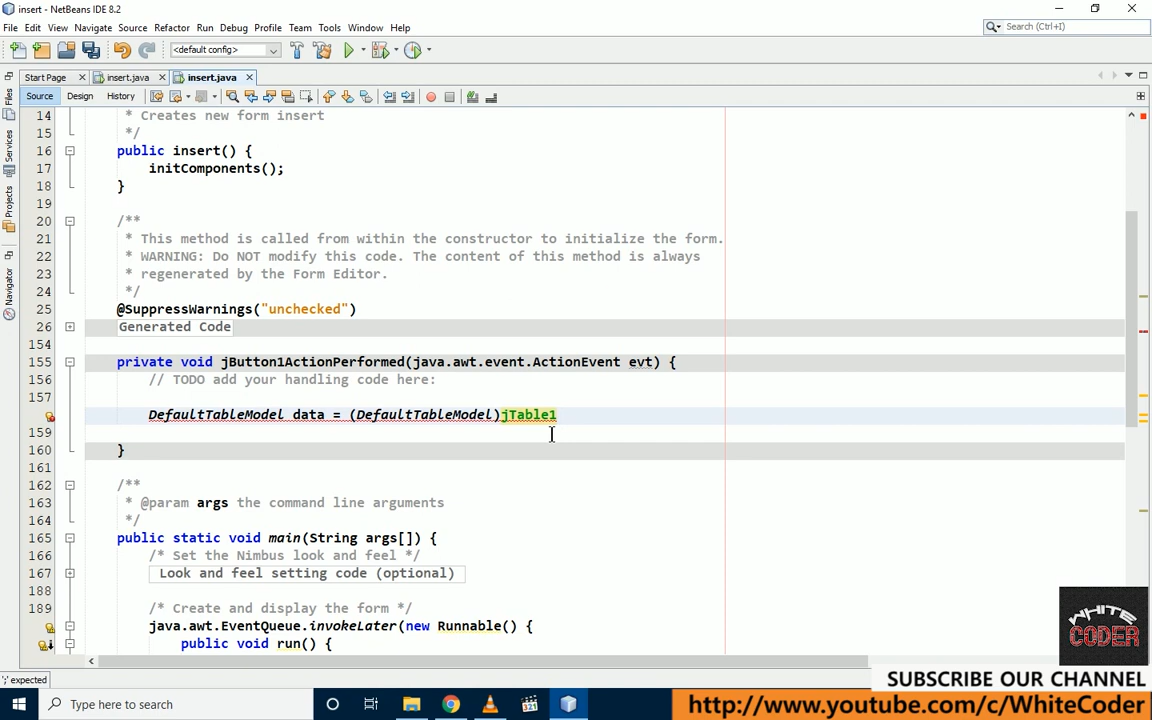 insert - NetBeans IDE 8.2
File Edit View Navigate Source Refactor Run Debug Profile Team Tools Window Help
Search (Ctrl+I)
<default config>
Start Page insert.java insert.java
Source Design History
Files
Services
Projects
Navigator
14 * Creates new form insert
15 */
16 public insert() {
17 initComponents();
18 }
19
20 /**
21 * This method is called from within the constructor to initialize the form.
22 * WARNING: Do NOT modify this code. The content of this method is always
23 * regenerated by the Form Editor.
24 */
25 @SuppressWarnings("unchecked")
26 Generated Code
154
155 private void jButton1ActionPerformed(java.awt.event.ActionEvent evt) {
156 // TODO add your handling code here:
157
DefaultTableModel data = (DefaultTableModel)jTable1
159
160 }
161
162 /**
163 * @param args the command line arguments
164 */
165 public static void main(String args[]) {
166 /* Set the Nimbus look and feel */
167 Look and feel setting code (optional)
188
189 /* Create and display the form */
java.awt.EventQueue.invokeLater(new Runnable() {
public void run() {
';' expected
WHITE
CODER
SUBSCRIBE OUR CHANNEL
Type here to search
321
http://www.youtube.com/c/WhiteCoder